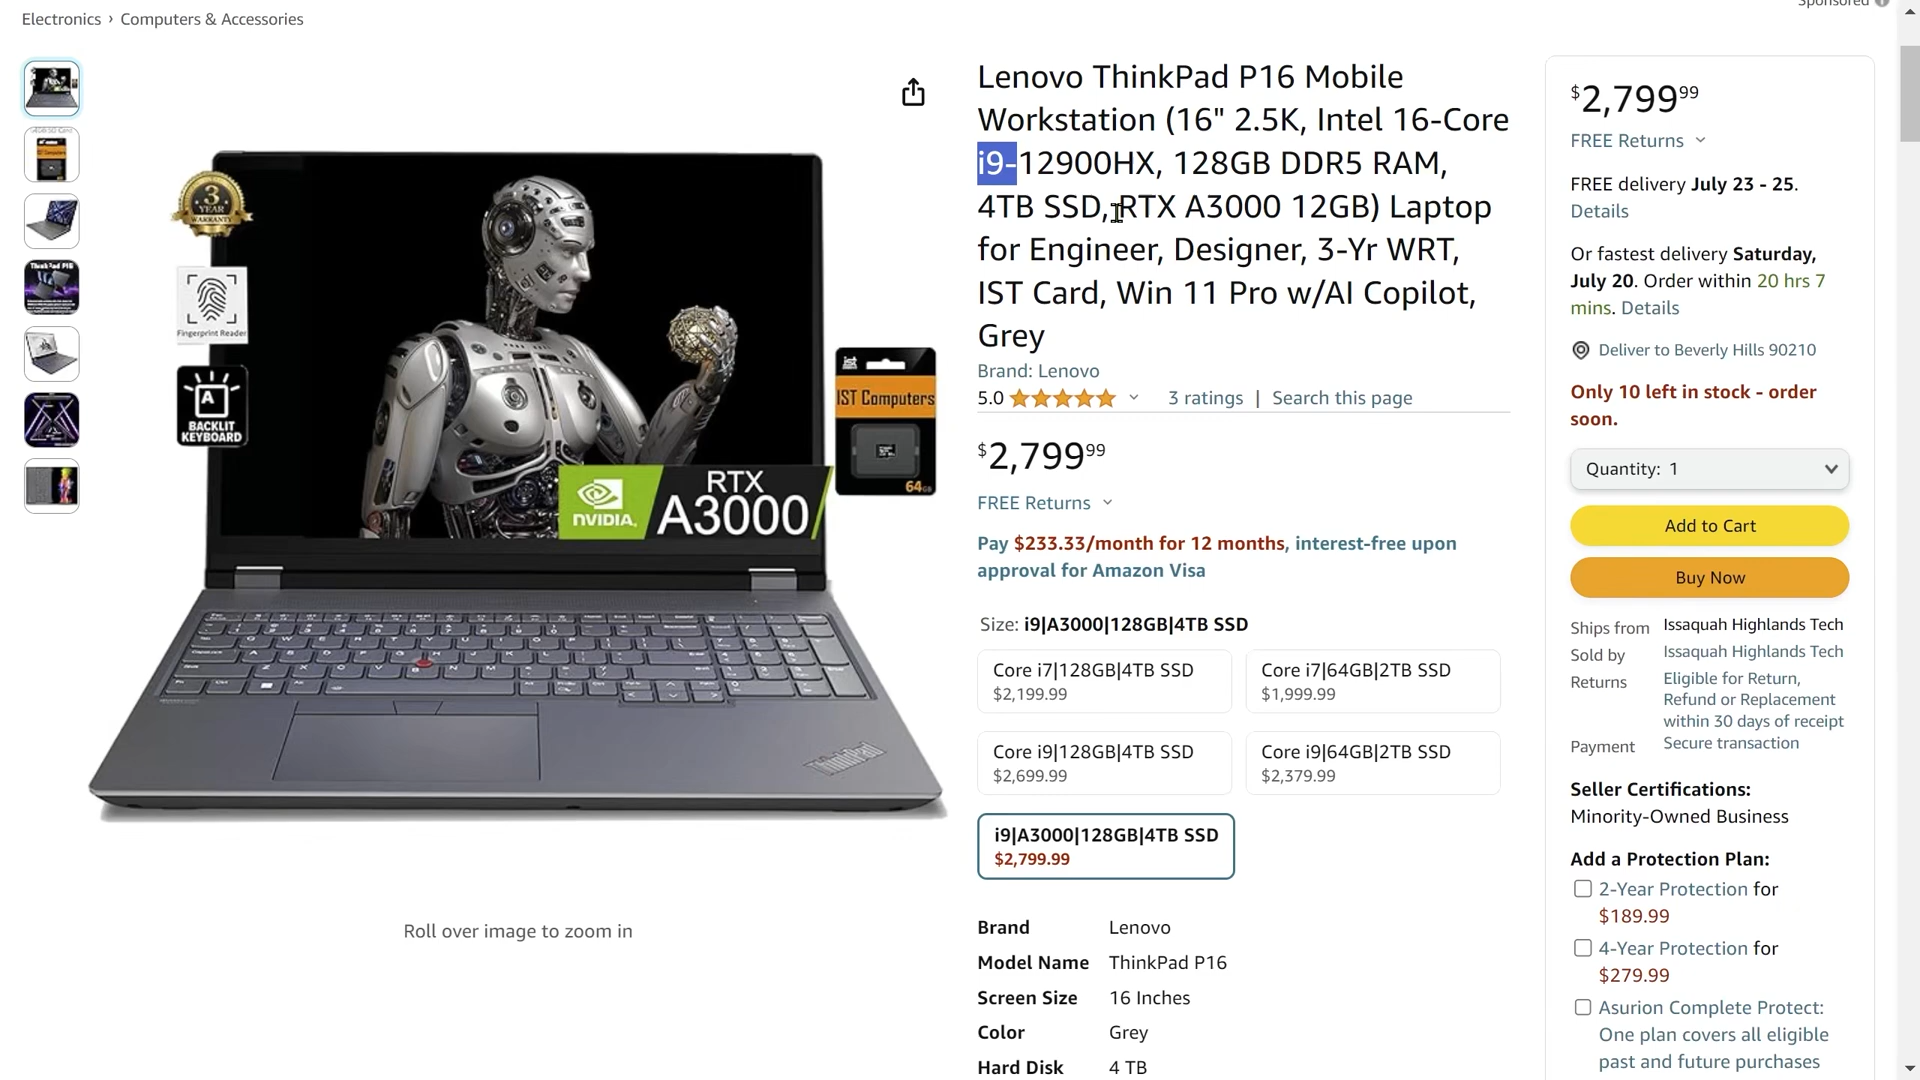 Electronics › Computers & Accessories
Sponsored
Lenovo ThinkPad P16 Mobile
Workstation (16" 2.5K, Intel 16-Core
i9-12900HX, 128GB DDR5 RAM,
4TB SSD, RTX A3000 12GB) Laptop
for Engineer, Designer, 3-Yr WRT,
IST Card, Win 11 Pro w/AI Copilot,
Grey
Brand: Lenovo
5.0
3 ratings | Search this page
$2,799.99
FREE Returns
Pay $233.33/month for 12 months, interest-free upon
approval for Amazon Visa
Size: i9|A3000|128GB|4TB SSD
Core i7|128GB|4TB SSD
$2,199.99
Core i7|64GB|2TB SSD
$1,999.99
Core i9|128GB|4TB SSD
$2,699.99
Core i9|64GB|2TB SSD
$2,379.99
i9|A3000|128GB|4TB SSD
$2,799.99
Brand Lenovo
Model Name ThinkPad P16
Screen Size 16 Inches
Color Grey
Hard Disk 4 TB
3
YEAR
WARRANTY
Fingerprint Reader
A
BACKLIT
KEYBOARD
NVIDIA.
RTX
A3000
ist
IST Computers
64GB
ThinkPad
Roll over image to zoom in
$2,799.99
FREE Returns
FREE delivery July 23 - 25.
Details
Or fastest delivery Saturday,
July 20. Order within 20 hrs 7
mins. Details
Deliver to Beverly Hills 90210
Only 10 left in stock - order
soon.
Quantity: 1
Add to Cart
Buy Now
Ships from Issaquah Highlands Tech
Sold by Issaquah Highlands Tech
Returns Eligible for Return,
Refund or Replacement
within 30 days of receipt
Payment Secure transaction
Seller Certifications:
Minority-Owned Business
Add a Protection Plan:
2-Year Protection for
$189.99
4-Year Protection for
$279.99
Asurion Complete Protect:
One plan covers all eligible
past and future purchases